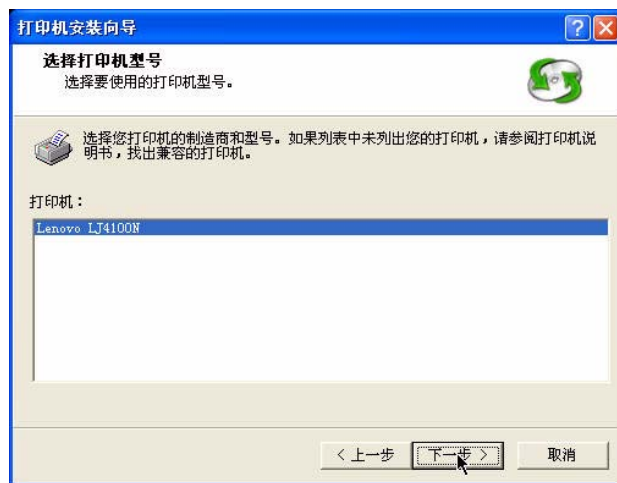 打印机安装向导
选择打印机型号
选择要使用的打印机型号。
选择您打印机的制造商和型号。如果列表中未列出您的打印机，请参阅打印机说
明书，找出兼容的打印机。
打印机：
Lenovo LJ4100N
< 上一步 下一步 > 取消